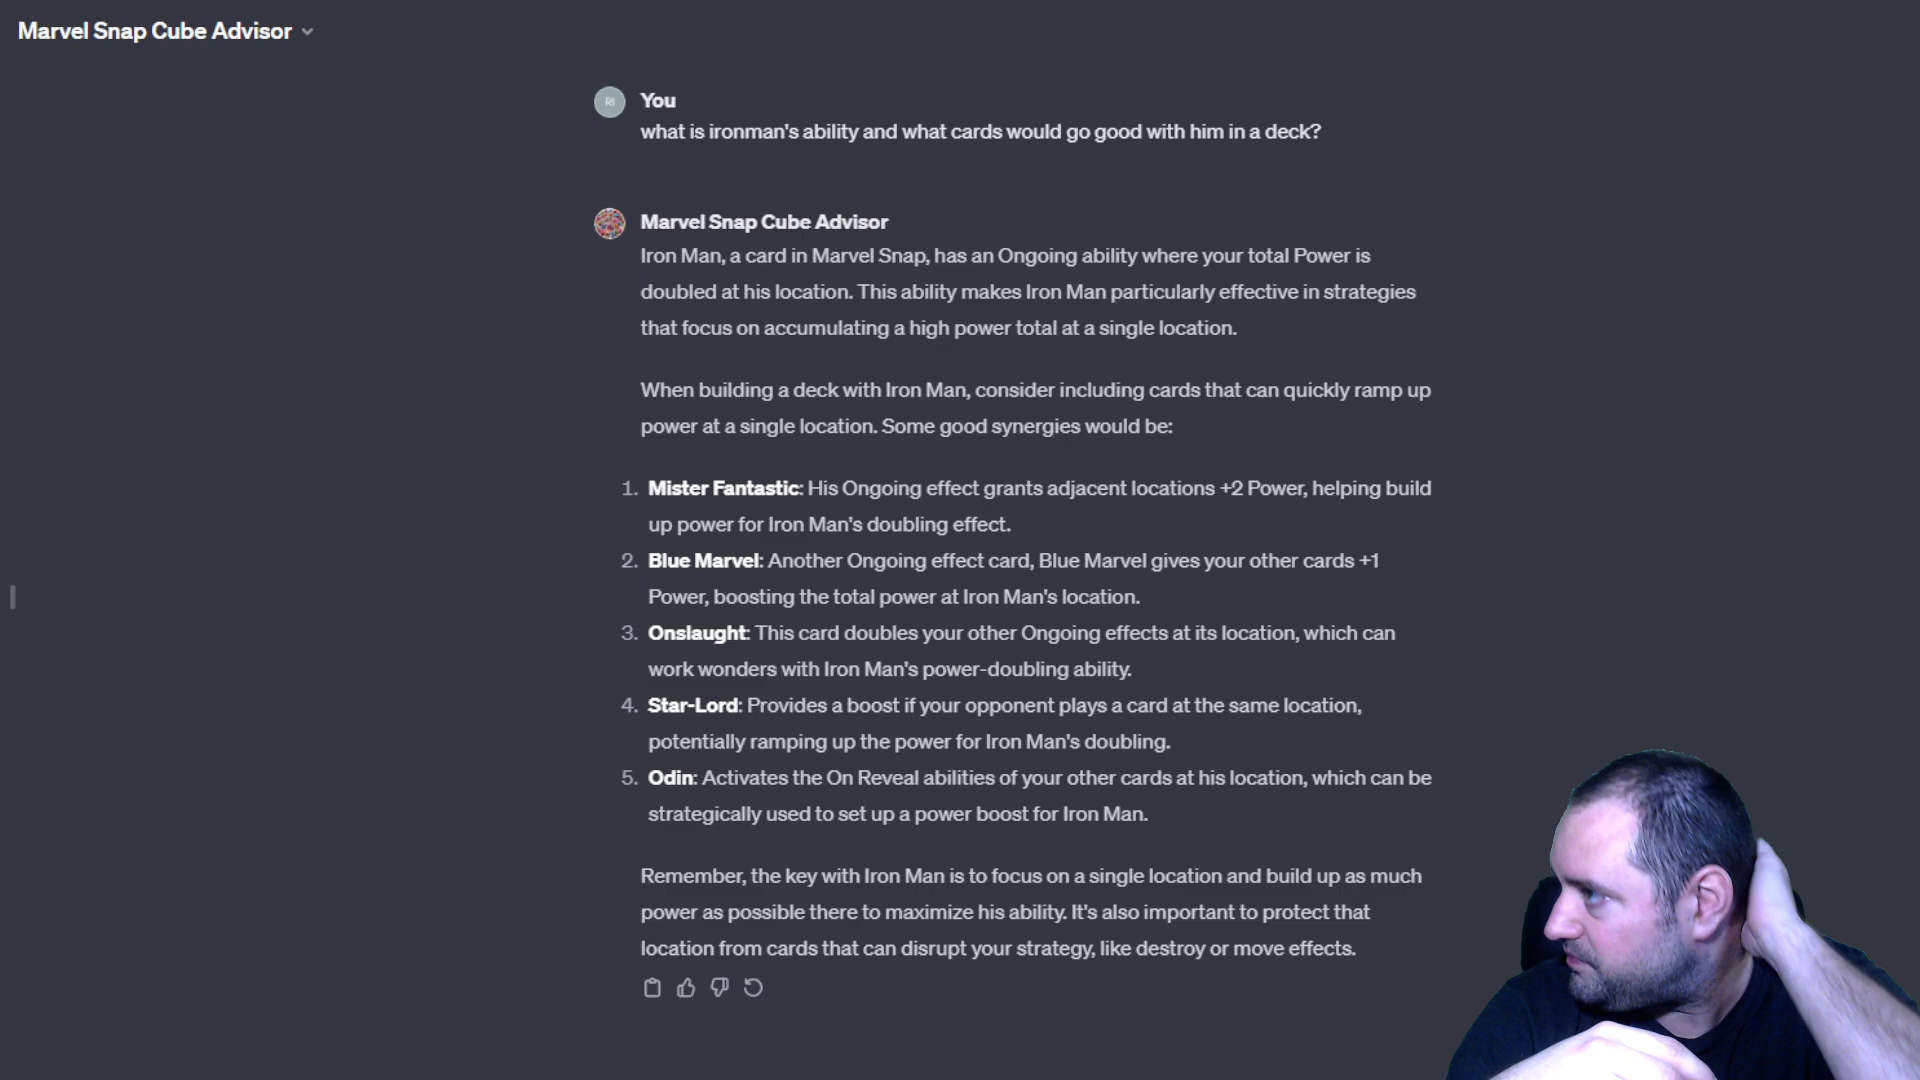 Marvel Snap Cube Advisor
RI
You
what is ironman's ability and what cards would go good with him in a deck?
Marvel Snap Cube Advisor
Iron Man, a card in Marvel Snap, has an Ongoing ability where your total Power is
doubled at his location. This ability makes Iron Man particularly effective in strategies
that focus on accumulating a high power total at a single location.
When building a deck with Iron Man, consider including cards that can quickly ramp up
power at a single location. Some good synergies would be:
1. Mister Fantastic: His Ongoing effect grants adjacent locations +2 Power, helping build
up power for Iron Man's doubling effect.
2. Blue Marvel: Another Ongoing effect card, Blue Marvel gives your other cards +1
Power, boosting the total power at Iron Man's location.
3. Onslaught: This card doubles your other Ongoing effects at its location, which can
work wonders with Iron Man's power-doubling ability.
4. Star-Lord: Provides a boost if your opponent plays a card at the same location,
potentially ramping up the power for Iron Man's doubling.
5. Odin: Activates the On Reveal abilities of your other cards at his location, which can be
strategically used to set up a power boost for Iron Man.
Remember, the key with Iron Man is to focus on a single location and build up as much
power as possible there to maximize his ability. It's also important to protect that
location from cards that can disrupt your strategy, like destroy or move effects.